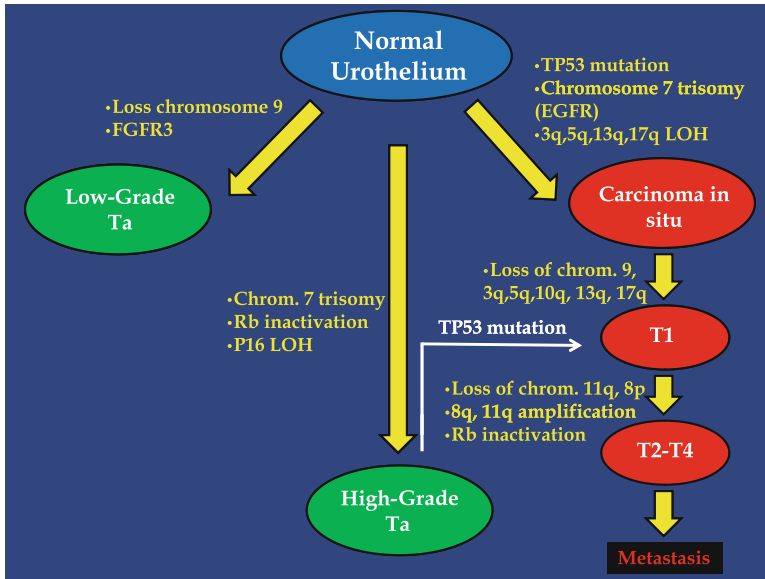 Normal
Urothelium
•Loss chromosome 9
•FGFR3
•TP53 mutation
•Chromosome 7 trisomy
(EGFR)
•3q,5q,13q,17q LOH
Low-Grade
Ta
Carcinoma in
situ
•Chrom. 7 trisomy
•Rb inactivation
•P16 LOH
•Loss of chrom. 9,
3q,5q,10q, 13q, 17q
TP53 mutation
T1
•Loss of chrom. 11q, 8p
•8q, 11q amplification
•Rb inactivation
T2-T4
High-Grade
Ta
Metastasis